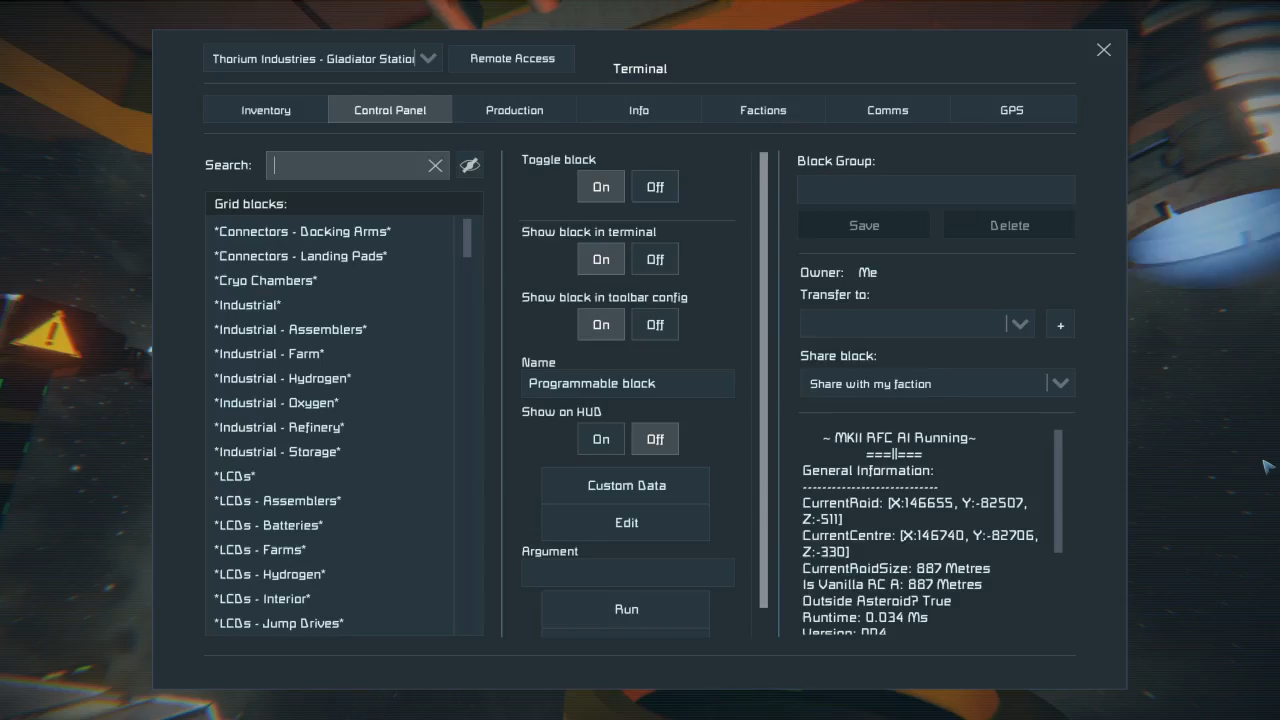 Thorium Industries - Gladiator Station
Remote Access
Terminal
Inventory
Control Panel
Production
Info
Factions
Comms
GPS
Search:
Grid blocks:
*Connectors - Docking Arms*
*Connectors - Landing Pads*
*Cryo Chambers*
*Industrial*
*Industrial - Assemblers*
*Industrial - Farm*
*Industrial - Hydrogen*
*Industrial - Oxygen*
*Industrial - Refinery*
*Industrial - Storage*
*LCDs*
*LCDs - Assemblers*
*LCDs - Batteries*
*LCDs - Farms*
*LCDs - Hydrogen*
*LCDs - Interior*
*LCDs - Jump Drives*
Toggle block
On Off
Show block in terminal
On Off
Show block in toolbar config
On Off
Name
Programmable block
Show on HUD
On Off
Custom Data
Edit
Argument
Run
Block Group:
Save Delete
Owner: Me
Transfer to:
+
Share block:
Share with my faction
~ MKII RFC AI Running~
===||===
General Information:
----------------------------
CurrentRoid: [X:146655, Y:-82507,
Z:-511]
CurrentCentre: [X:146740, Y:-82706,
Z:-330]
CurrentRoidSize: 887 Metres
Is Vanilla RC A: 887 Metres
Outside Asteroid? True
Runtime: 0.034 Ms
Version: 004